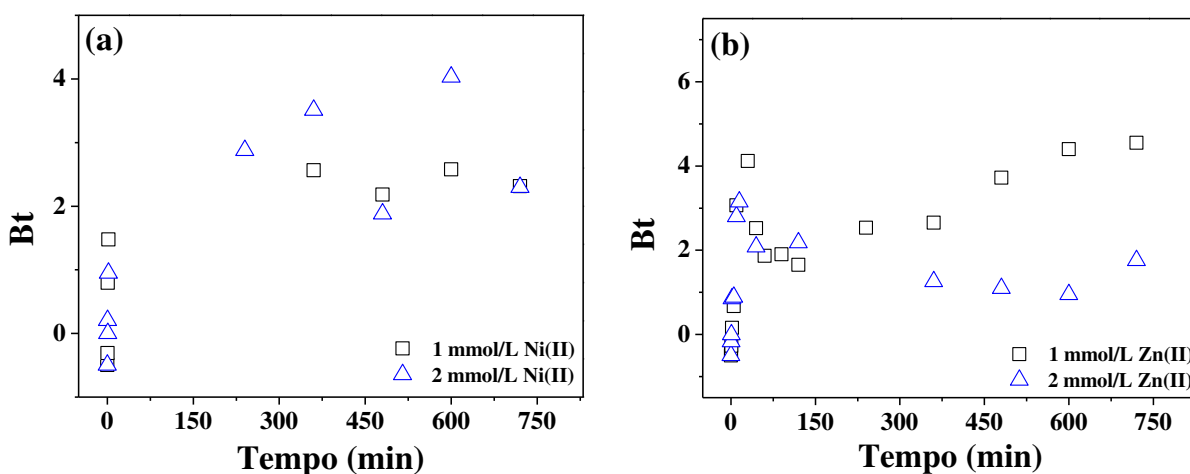 (a)
Bt
4
2
0
0 150 300 450 600 750
Tempo (min)
1 mmol/L Ni(II)
2 mmol/L Ni(II)
(b)
Bt
6
4
2
0
0 150 300 450 600 750
Tempo (min)
1 mmol/L Zn(II)
2 mmol/L Zn(II)